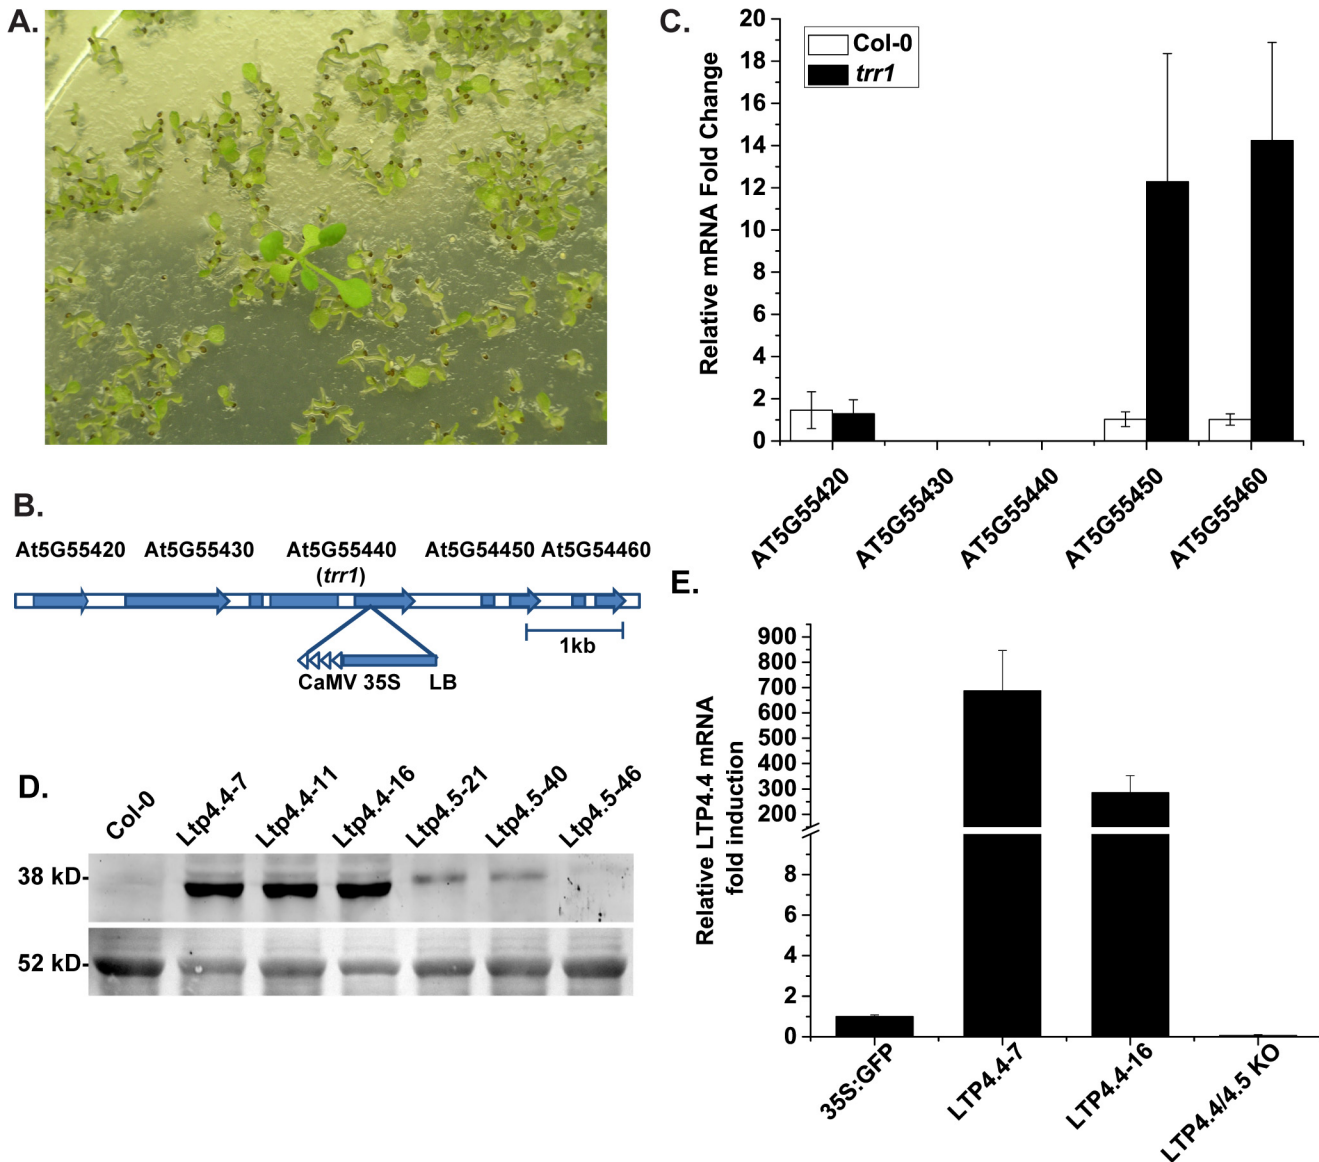 A.
B.
At5G55420 At5G55430 At5G55440 At5G54450 At5G54460
(trr1)
1kb
CaMV 35S LB
C.
Relative mRNA Fold Change
20
18
16
14
12
10
8
6
4
2
0
Col-0
trr1
AT5G55420 AT5G55430 AT5G55440 AT5G55450 AT5G55460
D.
Col-0 Ltp4.4-7 Ltp4.4-11 Ltp4.4-16 Ltp4.5-21 Ltp4.5-40 Ltp4.5-46
38 kD-
52 kD-
E.
Relative LTP4.4 mRNA
fold induction
900
800
700
600
500
400
300
200
8
6
4
2
0
35S:GFP LTP4.4-7 LTP4.4-16 LTP4.4/4.5 KO